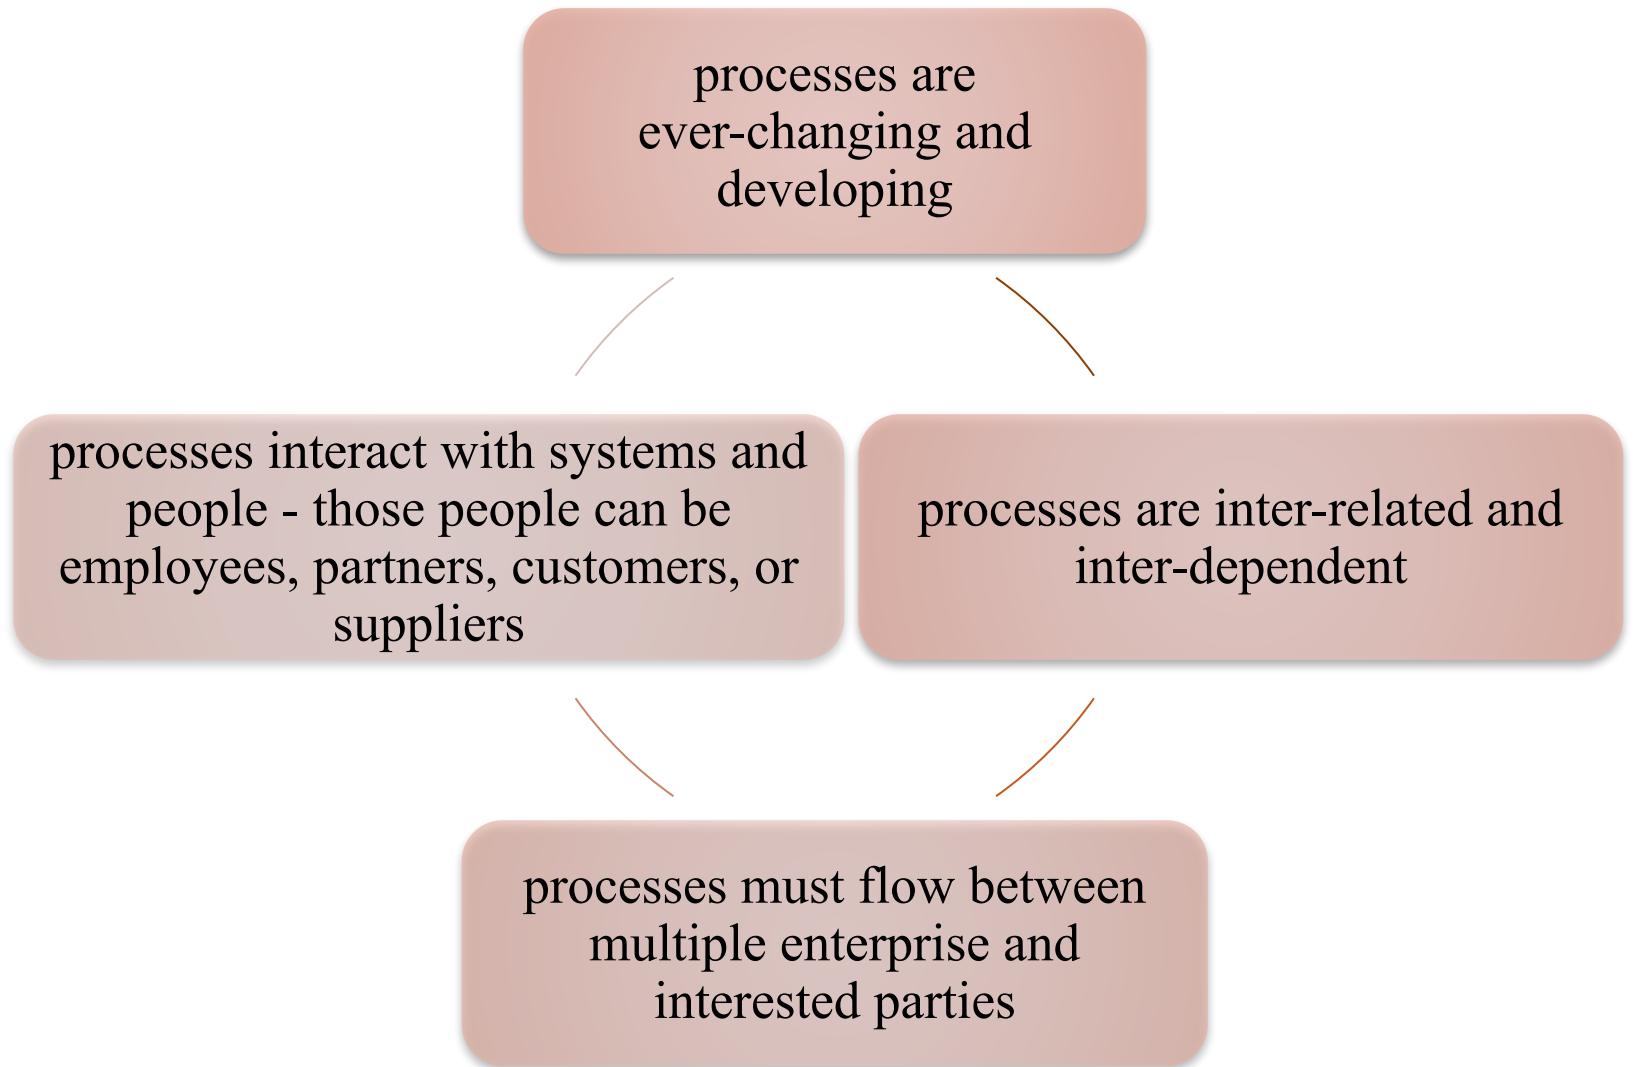 processes are
ever-changing and
developing
processes interact with systems and
people - those people can be
employees, partners, customers, or
suppliers
processes are inter-related and
inter-dependent
processes must flow between
multiple enterprise and
interested parties